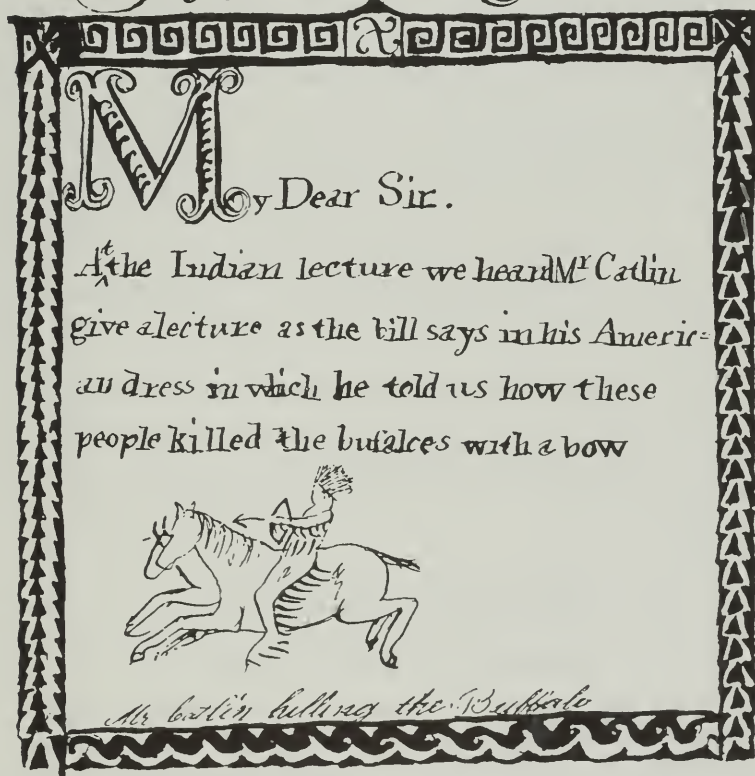 My Dear Sir.
At the Indian lecture we heard Mr Catlin
give a lecture as the bill says in his Americ=
an dress in which he told us how these
people killed the bufaloes with a bow
Mr Catlin killing the Buffalo